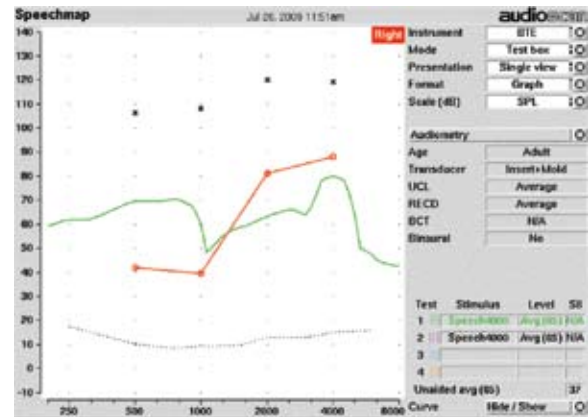 Speechmap Jul 26, 2009 11:51am audioscan
Right
Instrument BTE
Mode Test box
Presentation Single view
Format Graph
Scale (dB) SPL
Audiometry
Age Adult
Transducer Insert+Mold
UCL Average
RECD Average
BCT N/A
Binaural No
Test Stimulus Level SII
1 Speech4000 Avg (65) N/A
2 Speech4000 Avg (65) N/A
3
4
Unaided avg (65) 37
Curve Hide / Show
140
130
120
110
100
90
80
70
60
50
40
30
20
10
0
-10
250 500 1000 2000 4000 8000